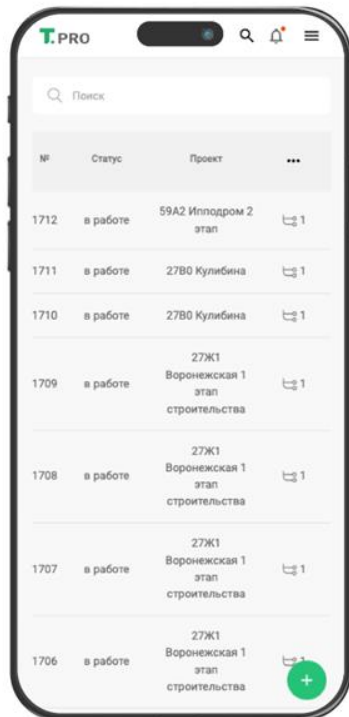 T.PRO
Поиск
№ Статус Проект ...
1712 в работе 59А2 Ипподром 2
этап 1
1711 в работе 27В0 Кулибина 1
1710 в работе 27В0 Кулибина 1
27Ж1
Воронежская 1
1709 в работе этап 1
строительства
27Ж1
Воронежская 1
1708 в работе этап 1
строительства
27Ж1
Воронежская 1
1707 в работе этап 1
строительства
27Ж1
Воронежская 1
1706 в работе этап 1
строительства
+